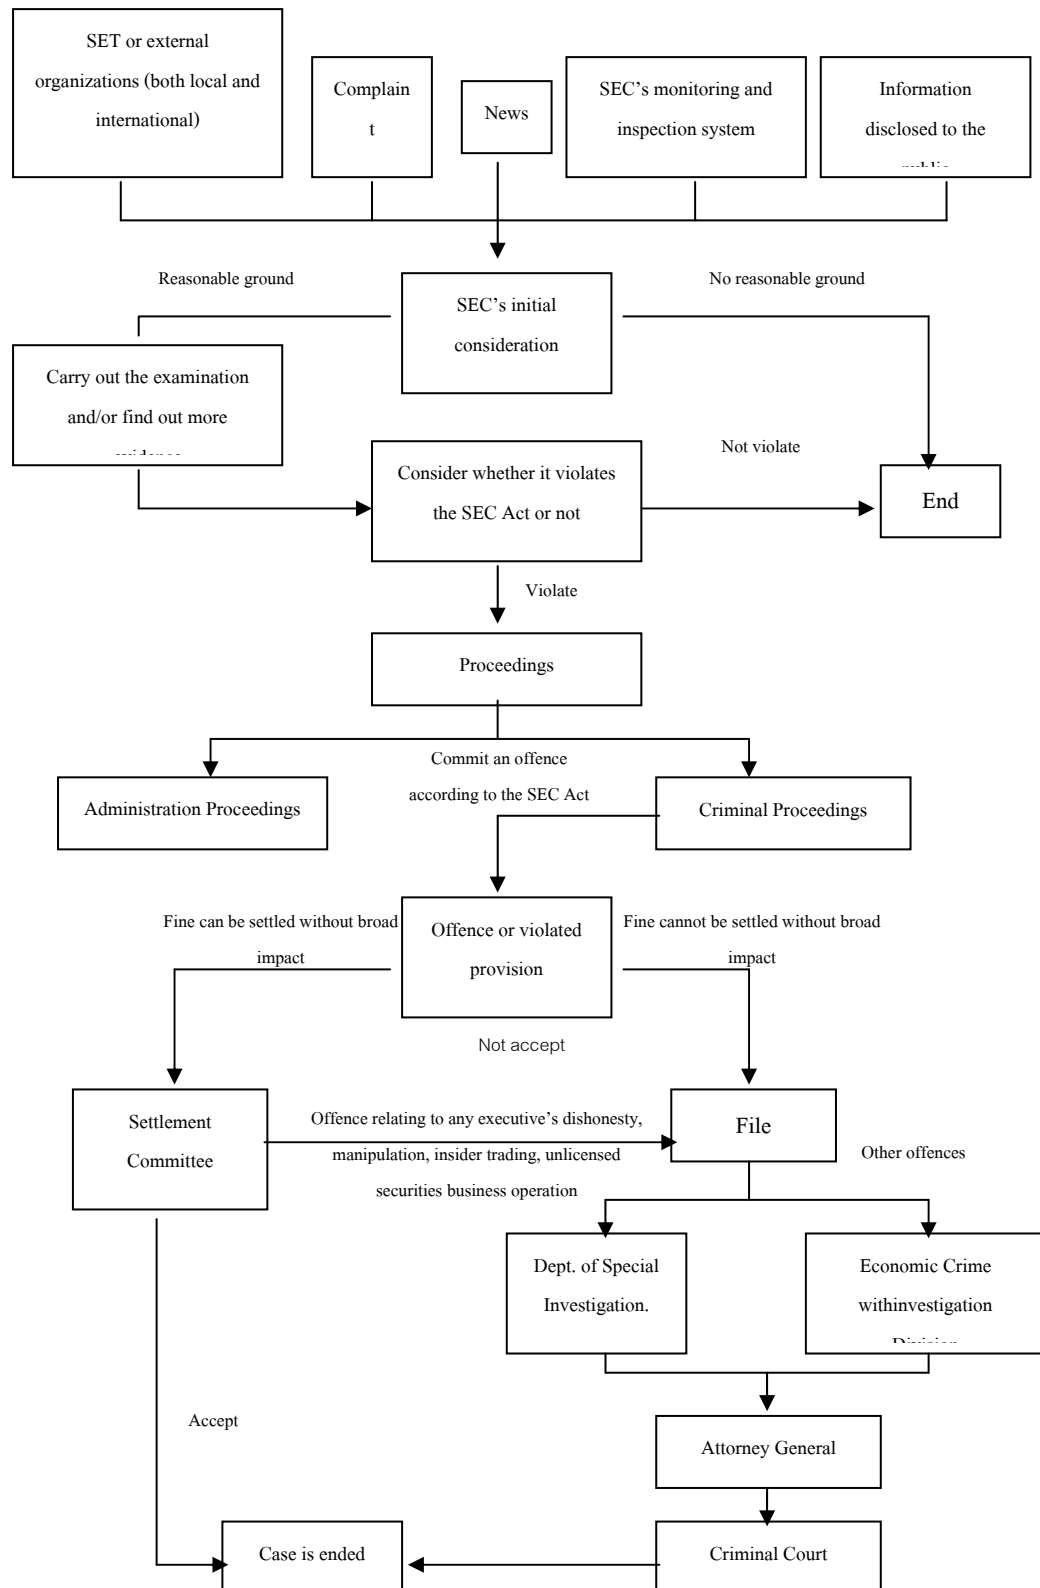 SET or external
organizations (both local and
international)
Complain
t
News
SEC's monitoring and
inspection system
Information
disclosed to the
Reasonable ground
No reasonable ground
SEC's initial
consideration
Carry out the examination
and/or find out more
Not violate
Consider whether it violates
the SEC Act or not
End
Violate
Proceedings
Commit an offence
according to the SEC Act
Administration Proceedings
Criminal Proceedings
Fine can be settled without broad
impact
Offence or violated
provision
Fine cannot be settled without broad
impact
Not accept
Settlement
Committee
Offence relating to any executive's dishonesty,
manipulation, insider trading, unlicensed
securities business operation
File
Other offences
Dept. of Special
Investigation.
Economic Crime
withinvestigation
Accept
Attorney General
Case is ended
Criminal Court